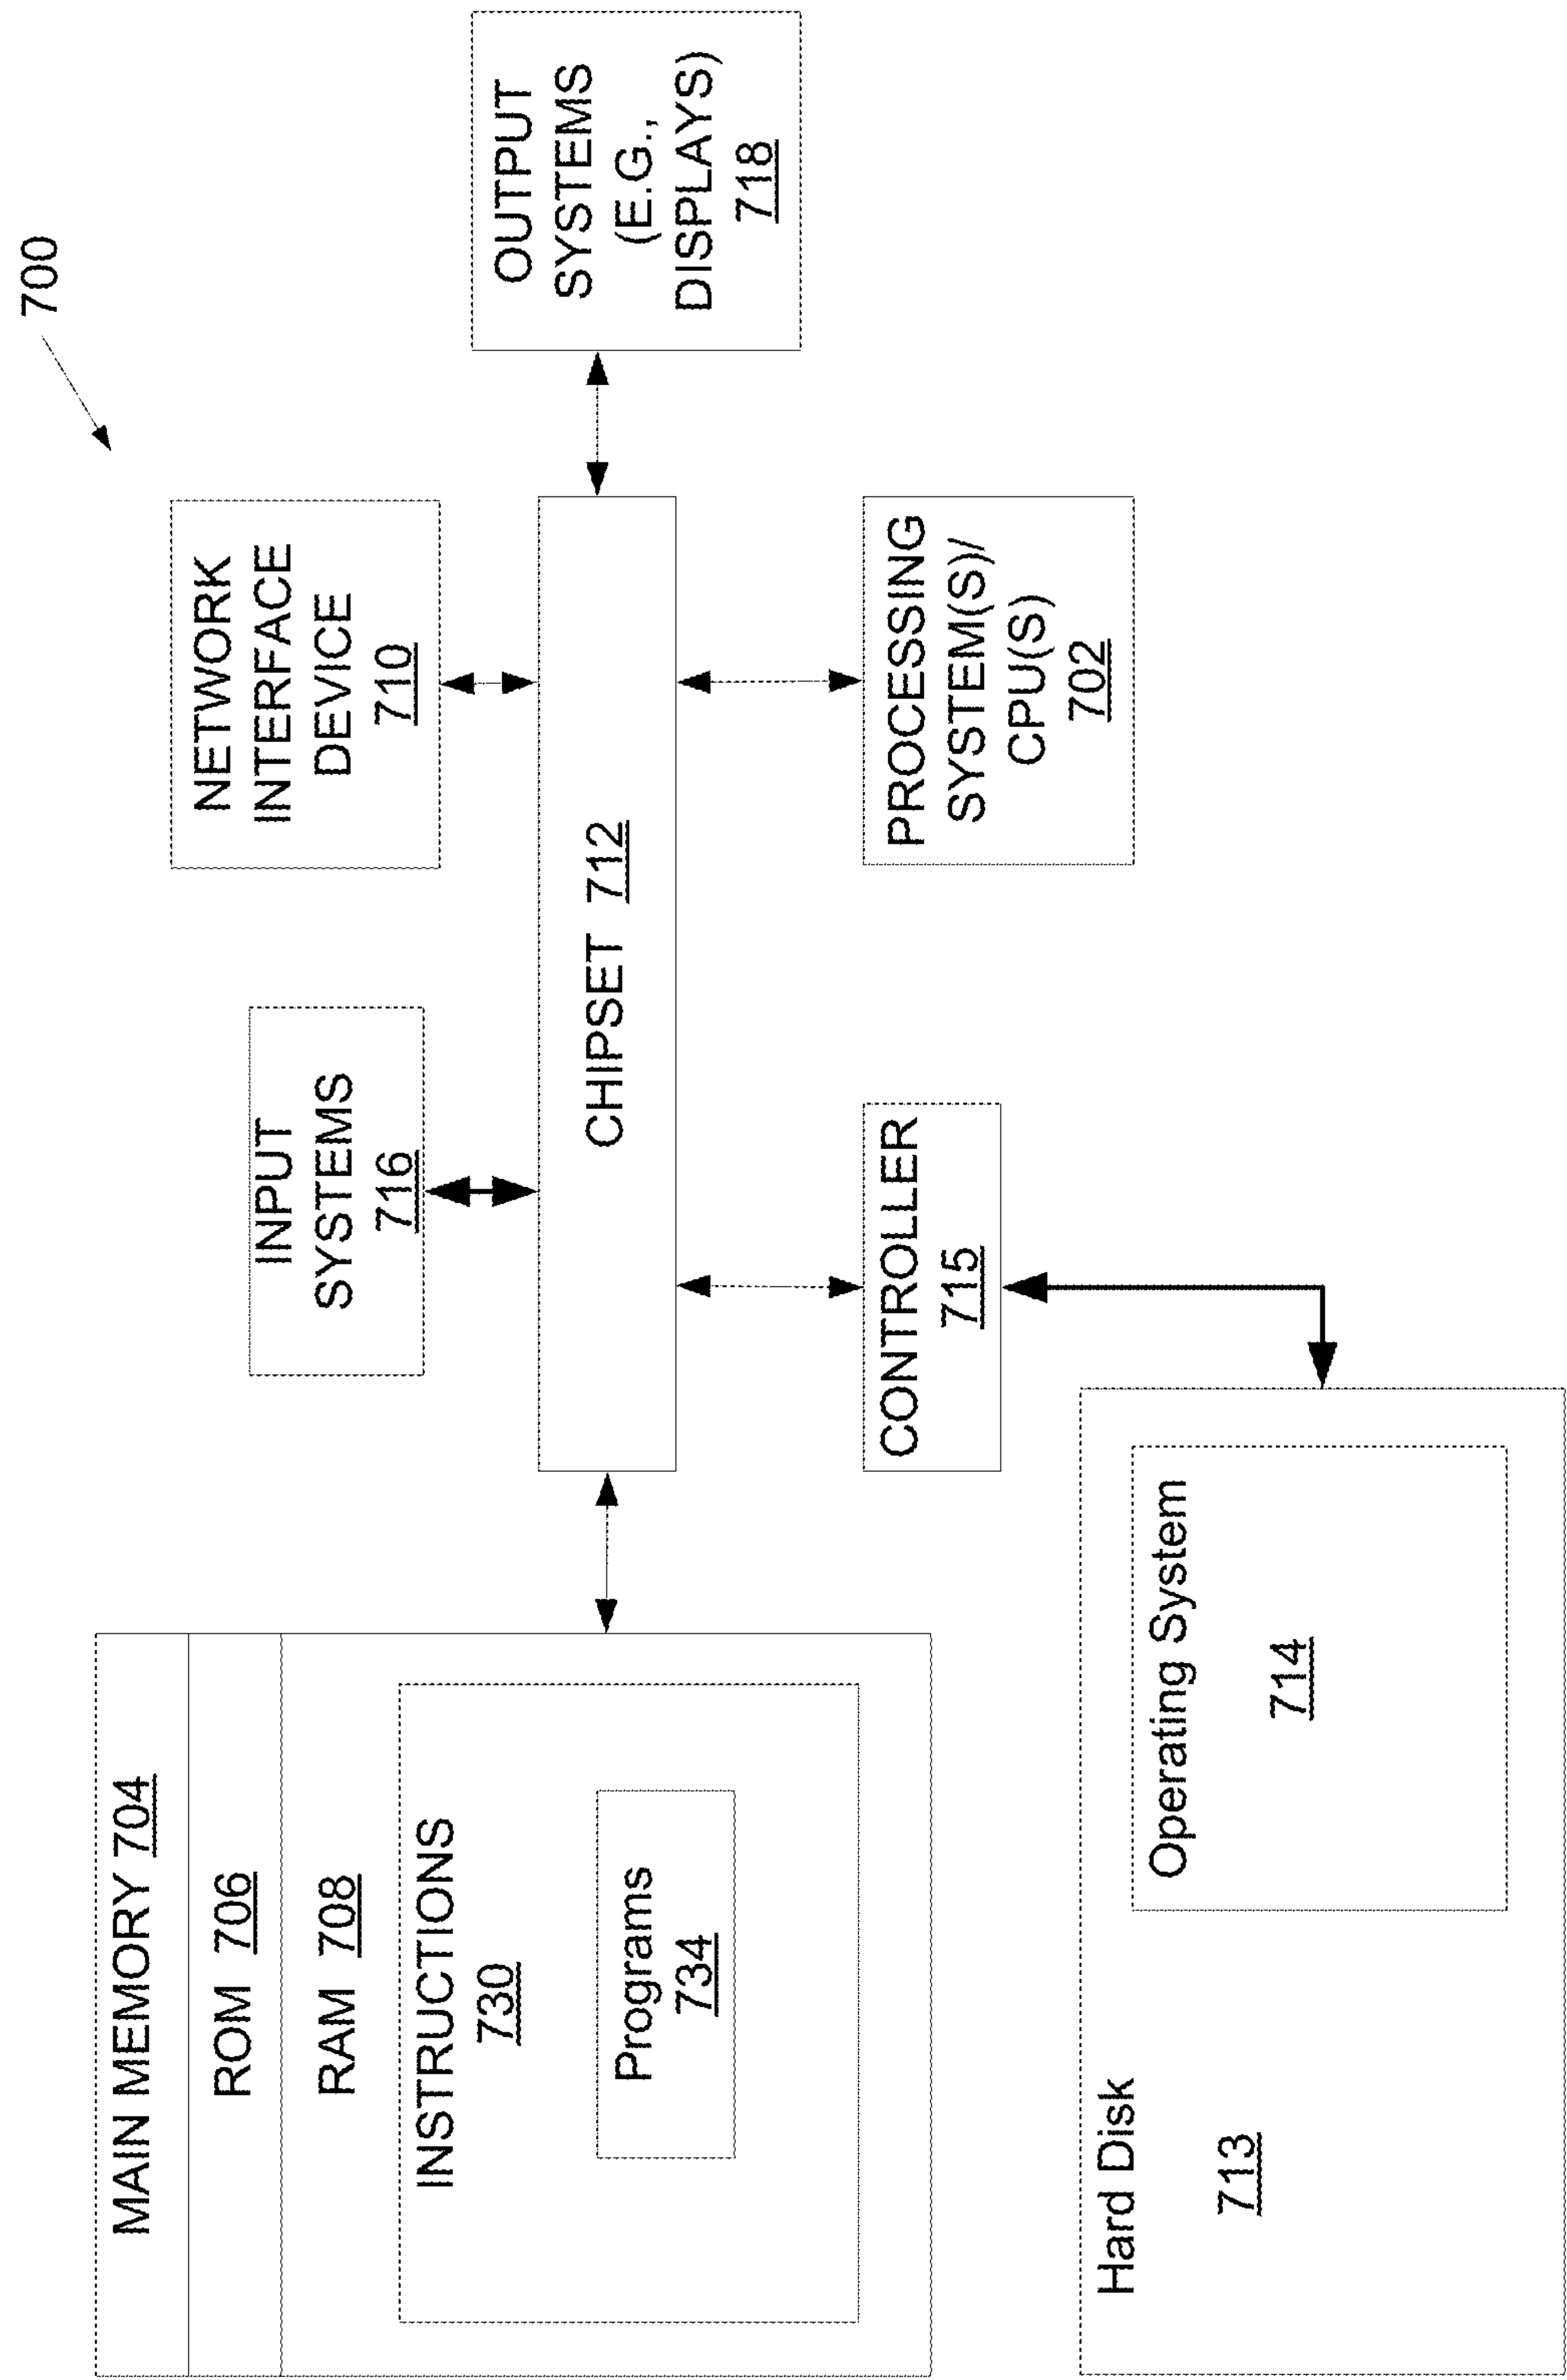 700
MAIN MEMORY 704
ROM 706
RAM 708
INSTRUCTIONS
730
Programs
734
INPUT
SYSTEMS
716
NETWORK
INTERFACE
DEVICE
710
CHIPSET 712
OUTPUT
SYSTEMS
(E.G.,
DISPLAYS)
718
CONTROLLER
715
PROCESSING
SYSTEM(S)/
CPU(S)
702
Hard Disk
713
Operating System
714